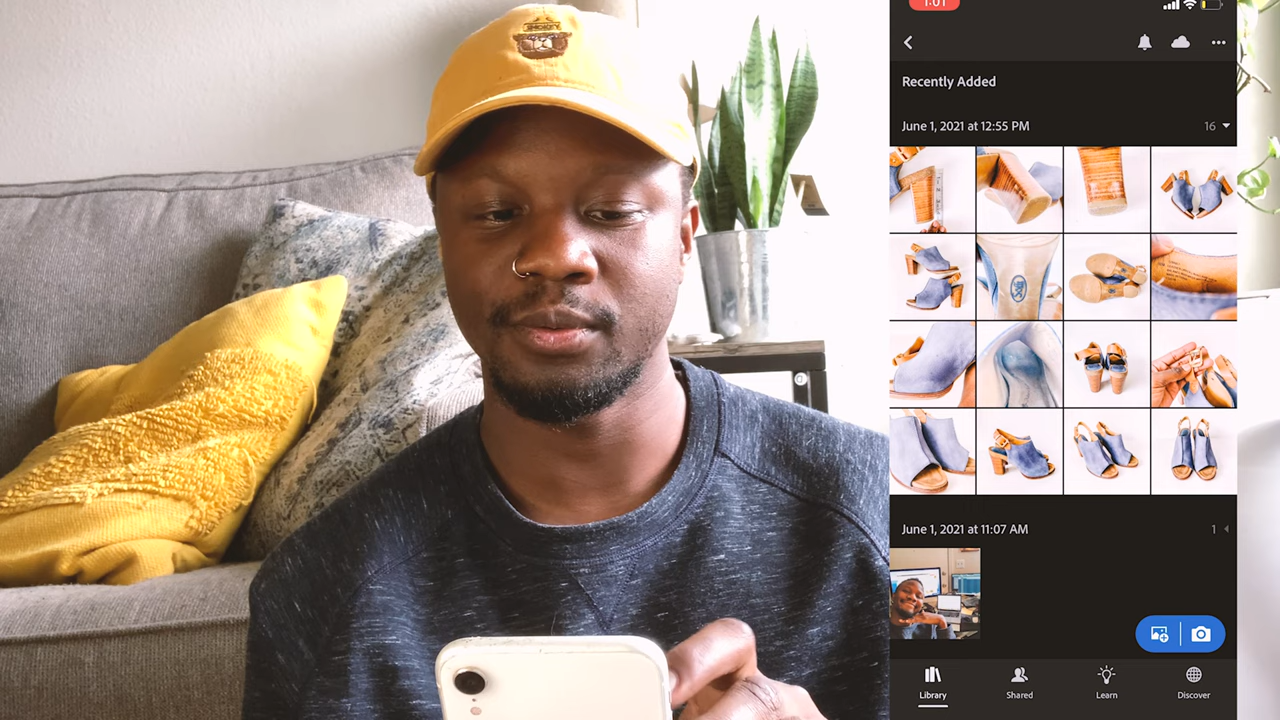 SMOKEY
1:01
Recently Added
June 1, 2021 at 12:55 PM
16
June 1, 2021 at 11:07 AM
1
Library
Shared
Learn
Discover